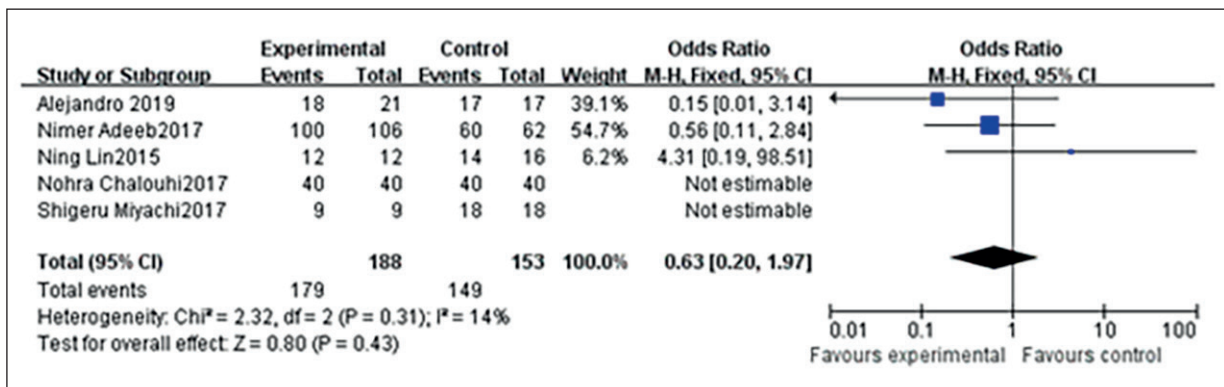 Experimental Control Odds Ratio Odds Ratio
Study or Subgroup Events Total Events Total Weight M-H, Fixed, 95% CI M-H, Fixed, 95% CI
Alejandro 2019 18 21 17 17 39.1% 0.15 [0.01, 3.14]
Nimer Adeeb2017 100 106 60 62 54.7% 0.56 [0.11, 2.84]
Ning Lin2015 12 12 14 16 6.2% 4.31 [0.19, 98.51]
Nohra Chalouhi2017 40 40 40 40 Not estimable
Shigeru Miyachi2017 9 9 18 18 Not estimable
Total (95% CI) 188 153 100.0% 0.63 [0.20, 1.97]
Total events 179 149
Heterogeneity: Chi² = 2.32, df = 2 (P = 0.31); I² = 14%
Test for overall effect: Z = 0.80 (P = 0.43)
0.01 0.1 1 10 100
Favours experimental Favours control